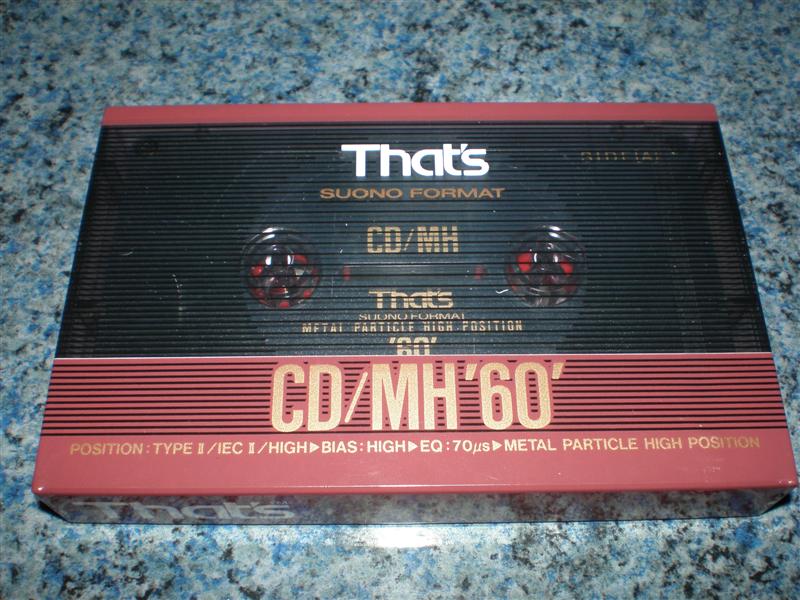 That's
SUONO FORMAT
CD/MH
That's
SUONO FORMAT
METAL PARTICLE HIGH POSITION
'60'
CD/MH'60'
POSITION : TYPE II/IEC II/HIGH▶BIAS : HIGH▶EQ : 70μs▶METAL PARTICLE HIGH POSITION
That's